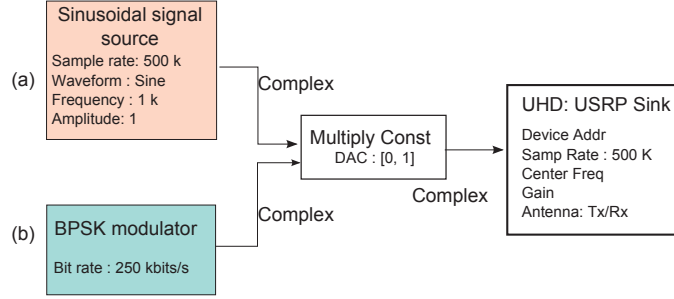 Sinusoidal signal
source
Sample rate: 500 k
Waveform : Sine
Frequency : 1 k
Amplitude: 1
(a)
Complex
Multiply Const
DAC : [0, 1]
Complex
UHD: USRP Sink
Device Addr
Samp Rate : 500 K
Center Freq
Gain
Antenna: Tx/Rx
(b)
BPSK modulator
Bit rate : 250 kbits/s
Complex